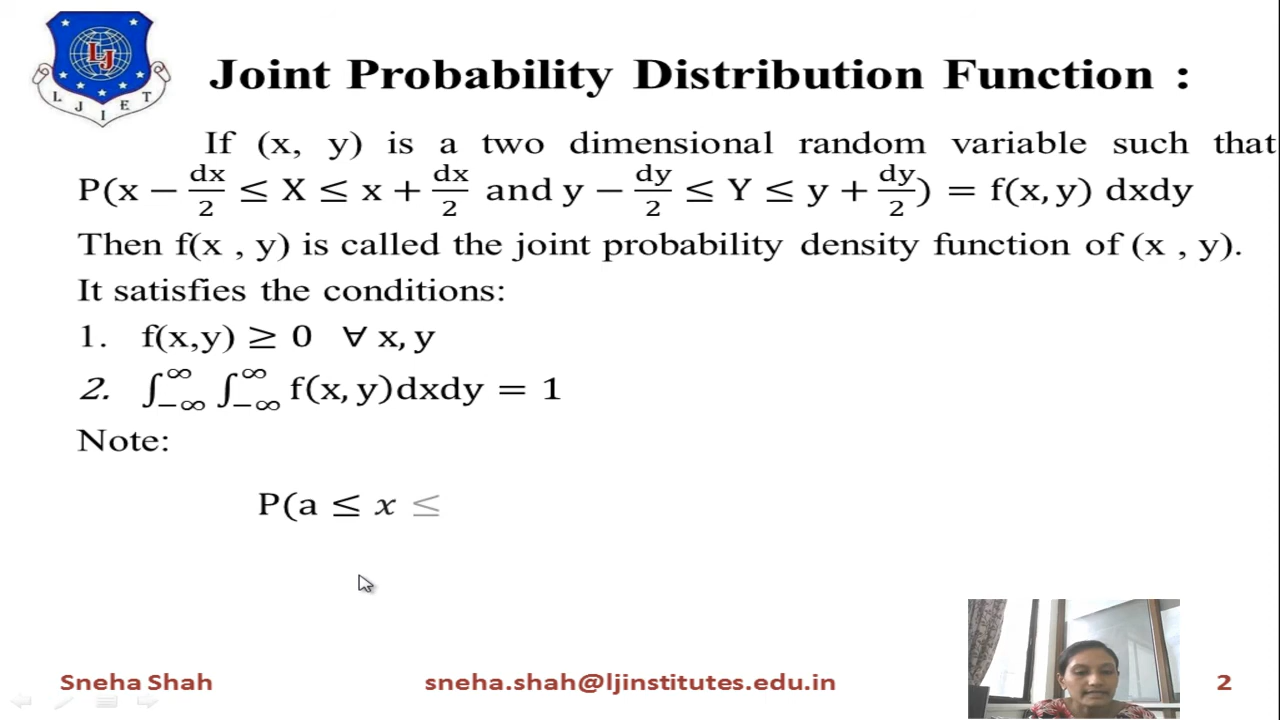 LJ
L J I E T
Joint Probability Distribution Function :
If (x, y) is a two dimensional random variable such that
P(x − dx/2 ≤ X ≤ x + dx/2 and y − dy/2 ≤ Y ≤ y + dy/2) = f(x, y) dxdy
Then f(x , y) is called the joint probability density function of (x , y).
It satisfies the conditions:
1. f(x,y) ≥ 0 ∀ x, y
2. ∫_{−∞}^{∞} ∫_{−∞}^{∞} f(x, y)dxdy = 1
Note:
P(a ≤ x ≤
Sneha Shah sneha.shah@ljinstitutes.edu.in 2